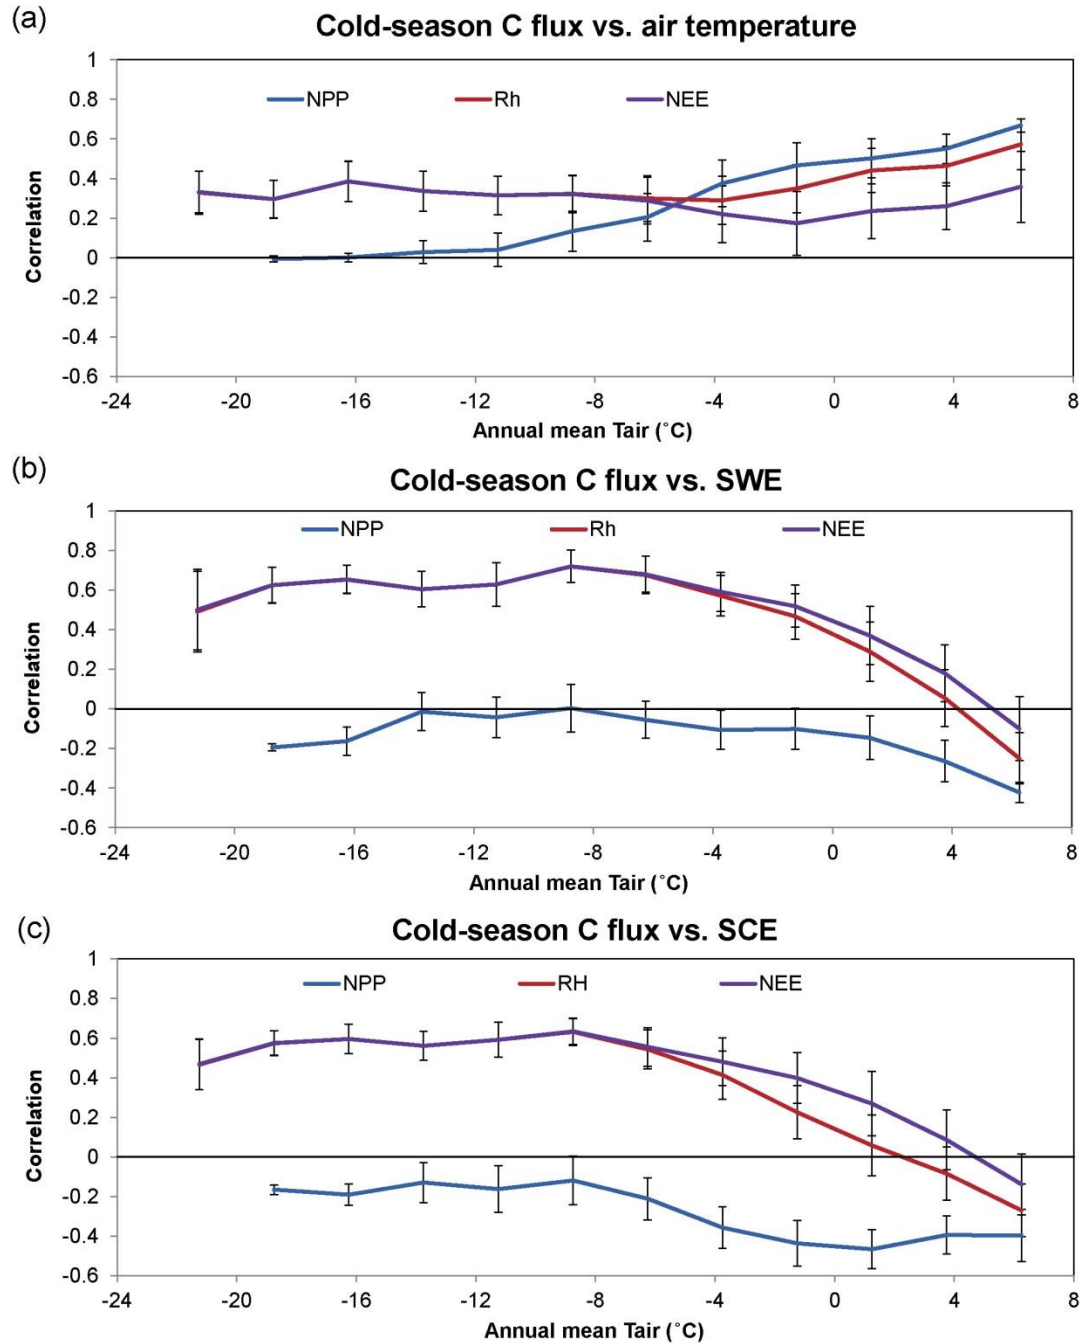 (a)
Cold-season C flux vs. air temperature
NPP Rh NEE
1
0.8
0.6
0.4
0.2
0
-0.2
-0.4
-0.6
Correlation
-24 -20 -16 -12 -8 -4 0 4 8
Annual mean Tair (˚C)
(b)
Cold-season C flux vs. SWE
NPP Rh NEE
1
0.8
0.6
0.4
0.2
0
-0.2
-0.4
-0.6
Correlation
-24 -20 -16 -12 -8 -4 0 4 8
Annual mean Tair (˚C)
(c)
Cold-season C flux vs. SCE
NPP RH NEE
1
0.8
0.6
0.4
0.2
0
-0.2
-0.4
-0.6
Correlation
-24 -20 -16 -12 -8 -4 0 4 8
Annual mean Tair (˚C)